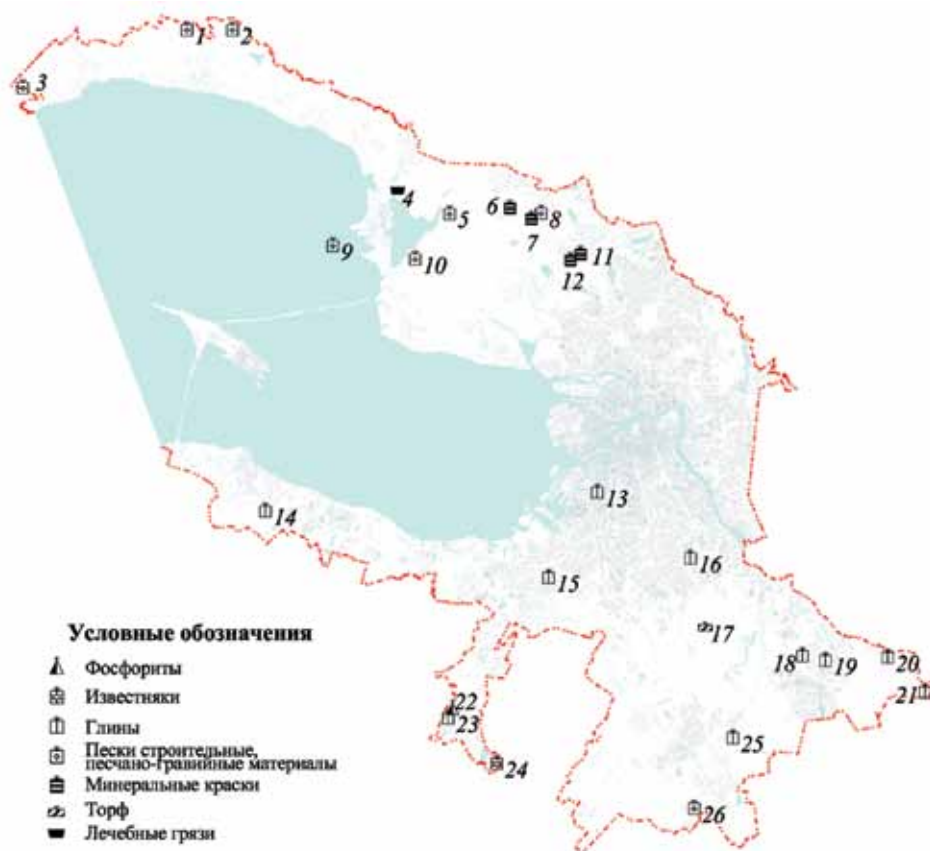 1
2
3
4
5
6
7
8
9
10
11
12
13
14
15
16
17
18
19
20
21
22
23
24
25
26
Условные обозначения
Фосфориты
Известняки
Глины
Пески строительные,
песчано-гравийные материалы
Минеральные краски
Торф
Лечебные грязи